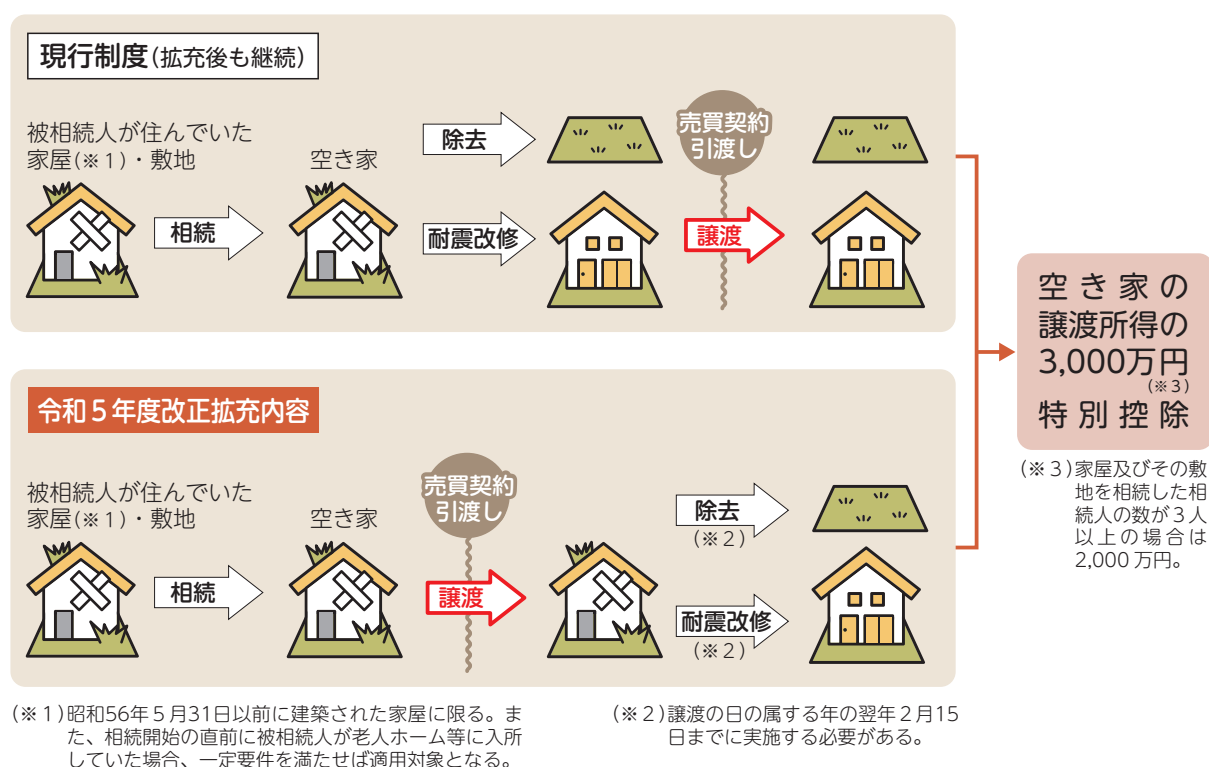 現行制度(拡充後も継続)
被相続人が住んでいた
家屋(※1)・敷地
相続
空き家
除去
耐震改修
売買契約
引渡し
譲渡
令和5年度改正拡充内容
被相続人が住んでいた
家屋(※1)・敷地
相続
空き家
売買契約
引渡し
譲渡
除去
(※2)
耐震改修
(※2)
空き家の
譲渡所得の
3,000万円
(※3)
特別控除
(※3)家屋及びその敷
地を相続した相
続人の数が3人
以上の場合は
2,000万円。
(※1)昭和56年5月31日以前に建築された家屋に限る。ま
た、相続開始の直前に被相続人が老人ホーム等に入所
していた場合、一定要件を満たせば適用対象となる。
(※2)譲渡の日の属する年の翌年2月15
日までに実施する必要がある。